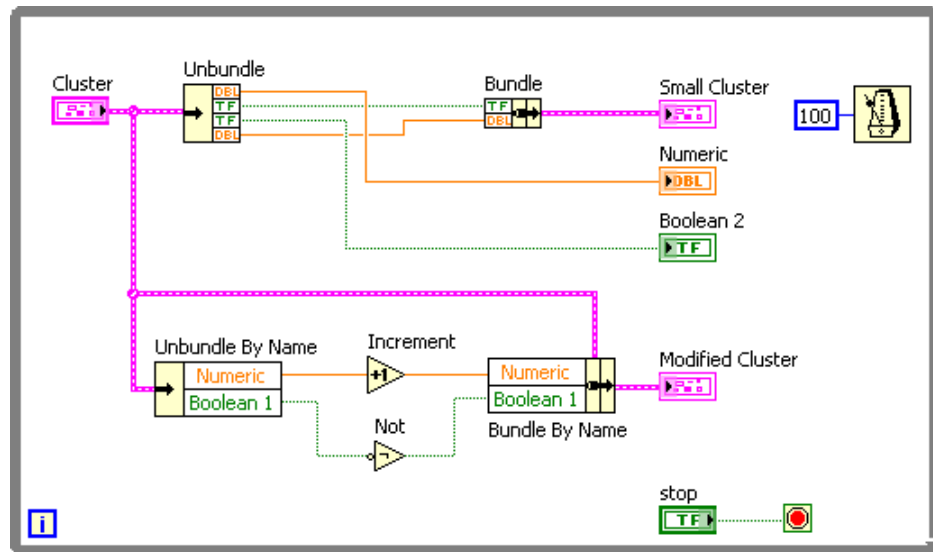 Cluster
Unbundle
DBL
TF
TF
DBL
Bundle
TF
DBL
Small Cluster
100
Numeric
DBL
Boolean 2
TF
Unbundle By Name
Numeric
Boolean 1
Increment
+1
Not
Numeric
Boolean 1
Bundle By Name
Modified Cluster
stop
TF
i